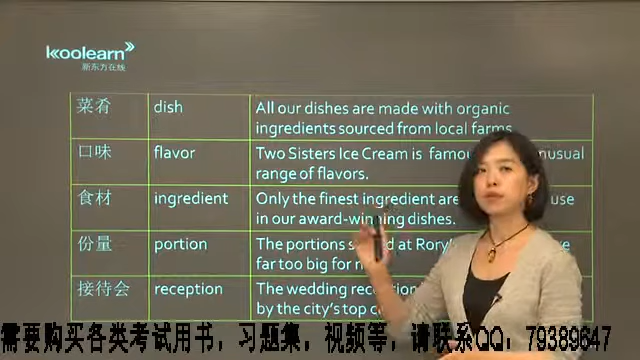 koolearn
新东方在线
菜肴 dish All our dishes are made with organic
ingredients sourced from local farms.
口味 flavor Two Sisters Ice Cream is unusual
range of flavors.
食材 ingredient Only the finest ingredient are use
in our award-winning dishes.
份量 portion The portions at
far too big for
接待会 reception The wedding
by the city's top
需要购买各类考试用书，习题集，视频等，请联系QQ：79389647